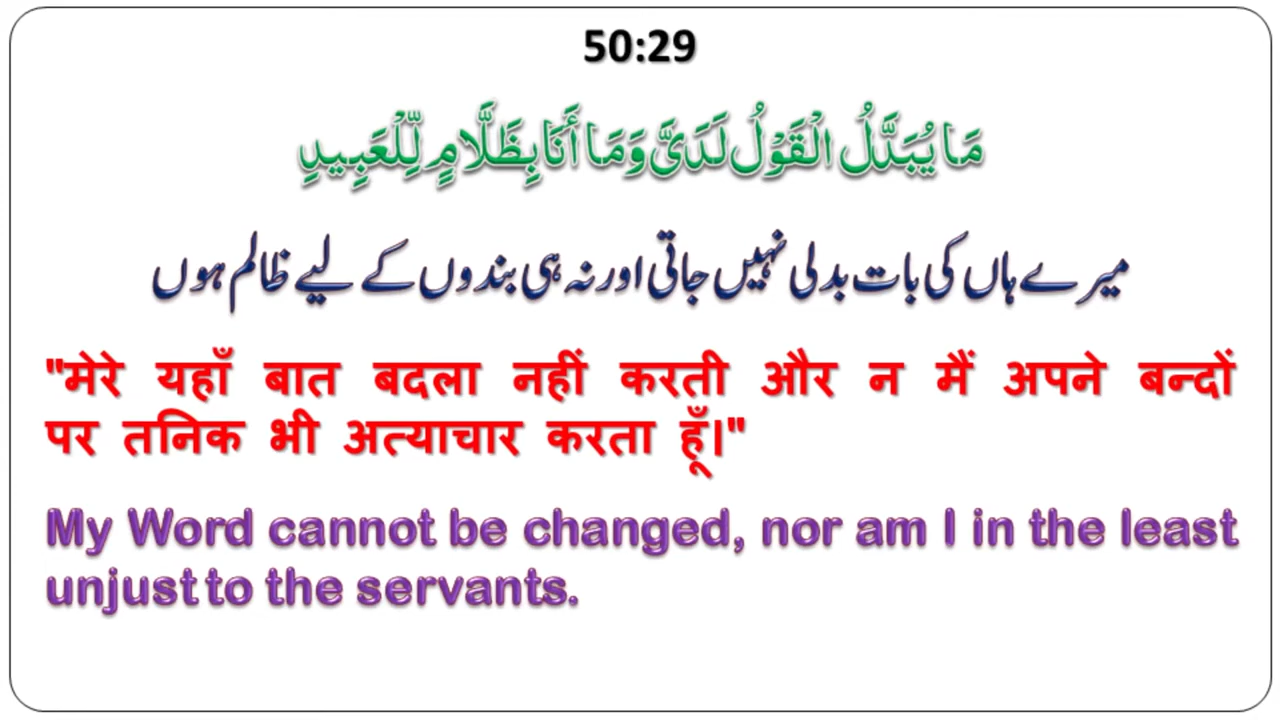 50:29
مَا يُبَدَّلُ الْقَوْلُ لَدَىَّ وَمَا أَنَا بِظَلَّامٍ لِّلْعَبِيدِ
میرے ہاں کی بات بدلی نہیں جاتی اور نہ ہی بندوں کے لیے ظالم ہوں
"मेरे यहाँ बात बदला नहीं करती और न मैं अपने बन्दों
पर तनिक भी अत्याचार करता हूँ।"
My Word cannot be changed, nor am I in the least
unjust to the servants.